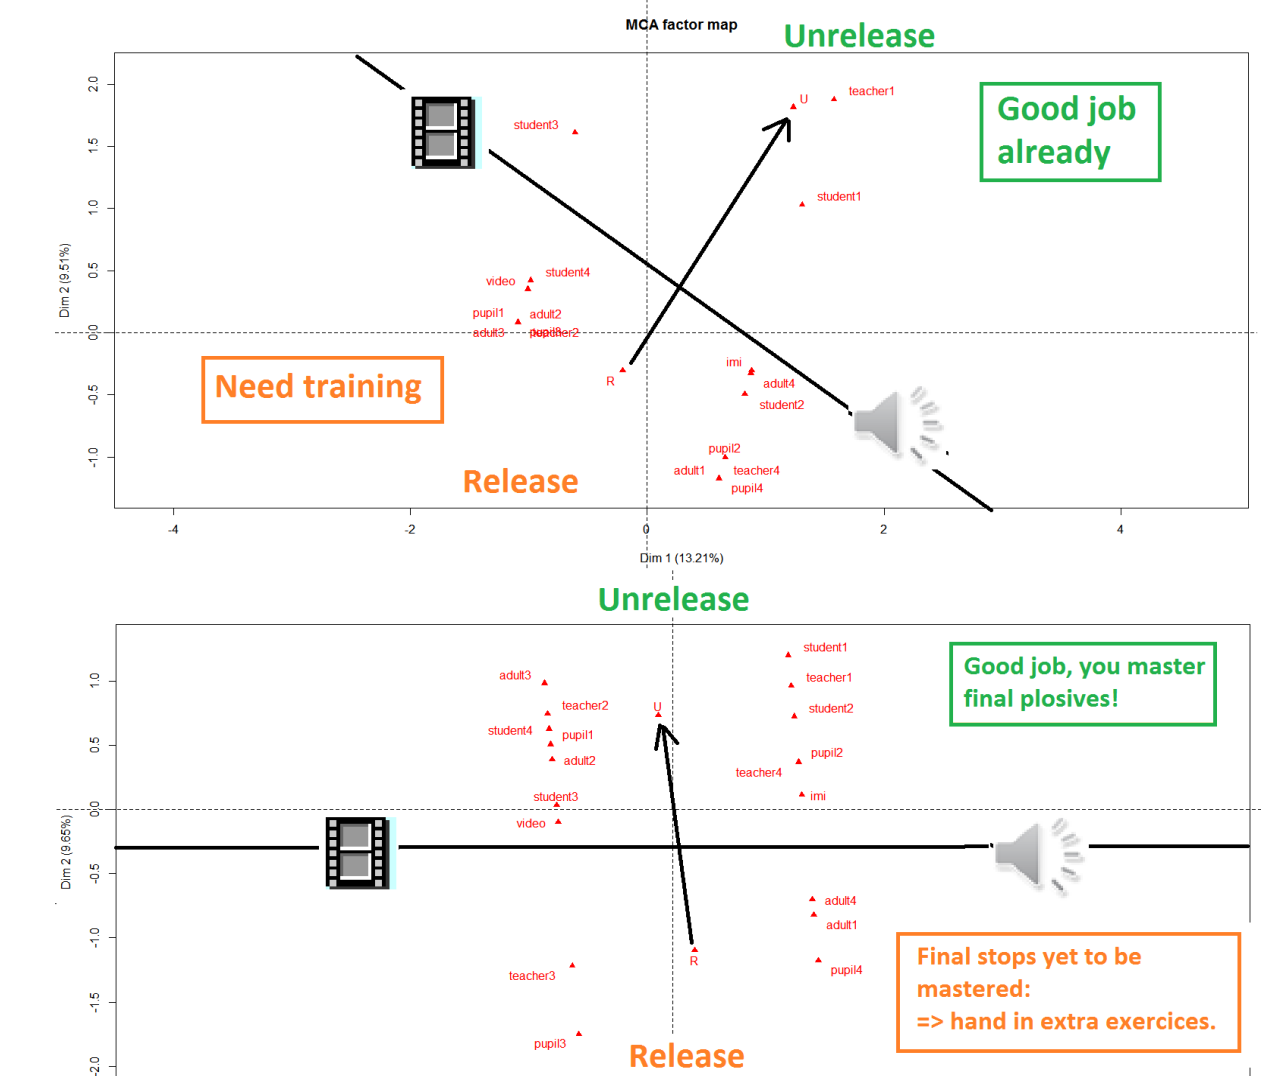 MCA factor map
Unrelease
Good job
already
U
teacher1
student3
student1
video
student4
pupil1
adult2
adult3
teacher2
R
imi
adult4
student2
pupil2
adult1
teacher4
pupil4
Need training
Release
Dim 2 (9.51%)
2.0
1.5
1.0
0.5
0.0
-0.5
-1.0
-4
-2
0
2
4
Dim 1 (13.21%)
Unrelease
student1
Good job, you master
final plosives!
adult3
teacher1
teacher2
U
student2
student4
pupil1
pupil2
adult2
teacher4
student3
imi
video
adult4
adult1
R
pupil4
teacher3
pupil3
Final stops yet to be
mastered:
=> hand in extra exercices.
Release
Dim 2 (9.65%)
1.0
0.5
0.0
-0.5
-1.0
-1.5
-2.0